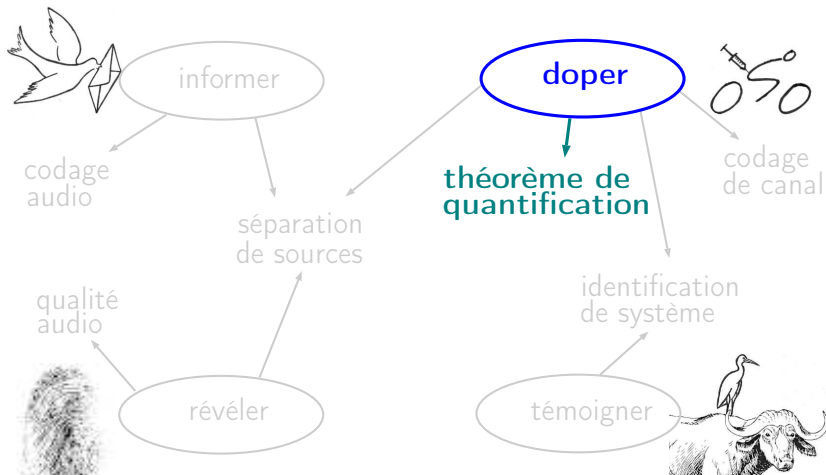 informer
doper
codage
audio
théorème de
quantification
codage
de canal
séparation
de sources
qualité
audio
identification
de système
révéler
témoigner